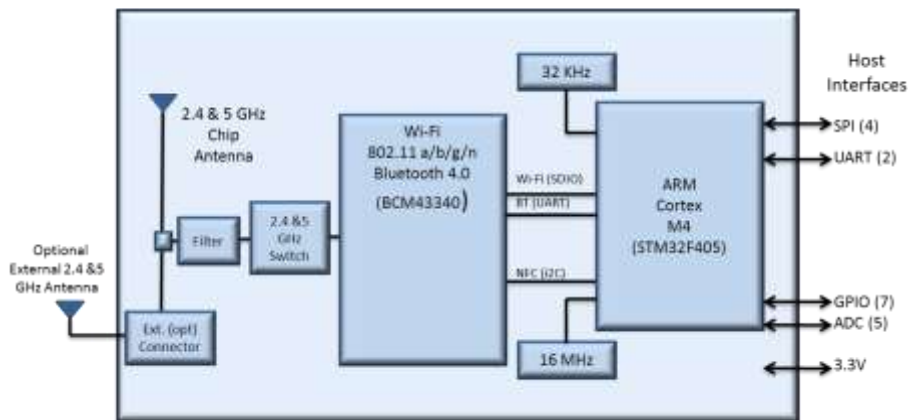 32 KHz
Host
Interfaces
2.4 & 5 GHz
Chip
Antenna
Wi-Fi
802.11 a/b/g/n
Bluetooth 4.0
(BCM43340)
SPI (4)
UART (2)
Wi-Fi (SDIO)
BT (UART)
ARM
Cortex
M4
(STM32F405)
Filter
2.4 &5
GHz
Switch
Optional
External 2.4 &5
GHz Antenna
NFC (i2C)
GPIO (7)
ADC (5)
Ext. (opt)
Connector
16 MHz
3.3V